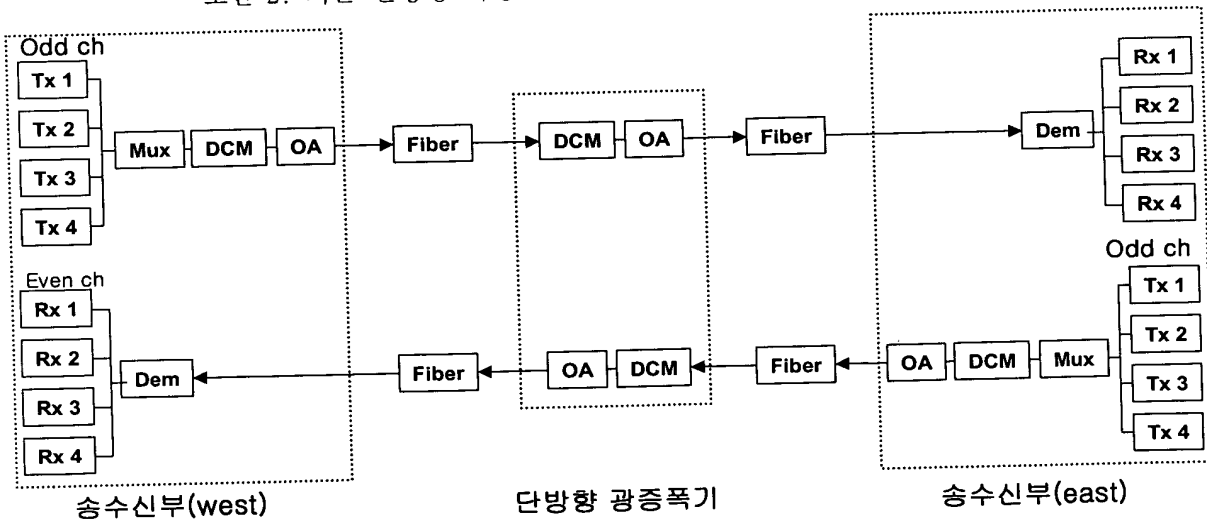 Odd ch
Tx 1
Tx 2
Tx 3
Tx 4
Mux
DCM
OA
Fiber
DCM
OA
Fiber
Dem
Rx 1
Rx 2
Rx 3
Rx 4
Even ch
Rx 1
Rx 2
Rx 3
Rx 4
Dem
Fiber
OA
DCM
Fiber
OA
DCM
Mux
Odd ch
Tx 1
Tx 2
Tx 3
Tx 4
송수신부(west)
단방향 광증폭기
송수신부(east)